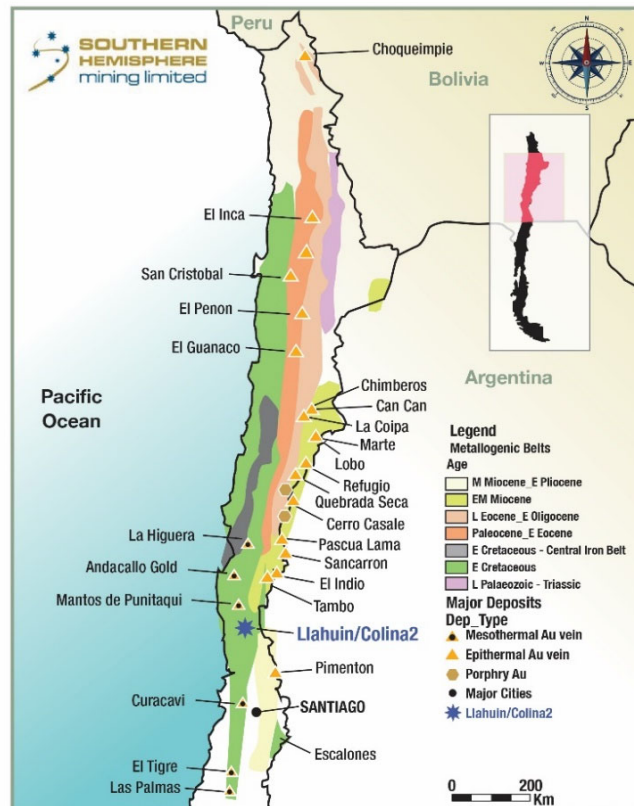 Peru
SOUTHERN
HEMISPHERE
mining limited
Choqueimpie
Bolivia
El Inca
San Cristobal
El Penon
El Guanaco
Pacific
Ocean
Argentina
Chimberos
Can Can
La Coipa
Marte
Lobo
Refugio
Quebrada Seca
Cerro Casale
La Higuera
Pascua Lama
Andacallo Gold
Sancarron
El Indio
Mantos de Punitaqui
Tambo
Llahuin/Colina2
Pimenton
Curacavi
SANTIAGO
Escalones
El Tigre
Las Palmas
Legend
Metallogenic Belts
Age
M Miocene_E Pliocene
EM Miocene
L Eocene_E Oligocene
Paleocene_E Eocene
E Cretaceous - Central Iron Belt
E Cretaceous
L Palaeozoic - Triassic
Major Deposits
Dep_Type
Mesothermal Au vein
Epithermal Au vein
Porphry Au
Major Cities
Llahuin/Colina2
0 200
Km